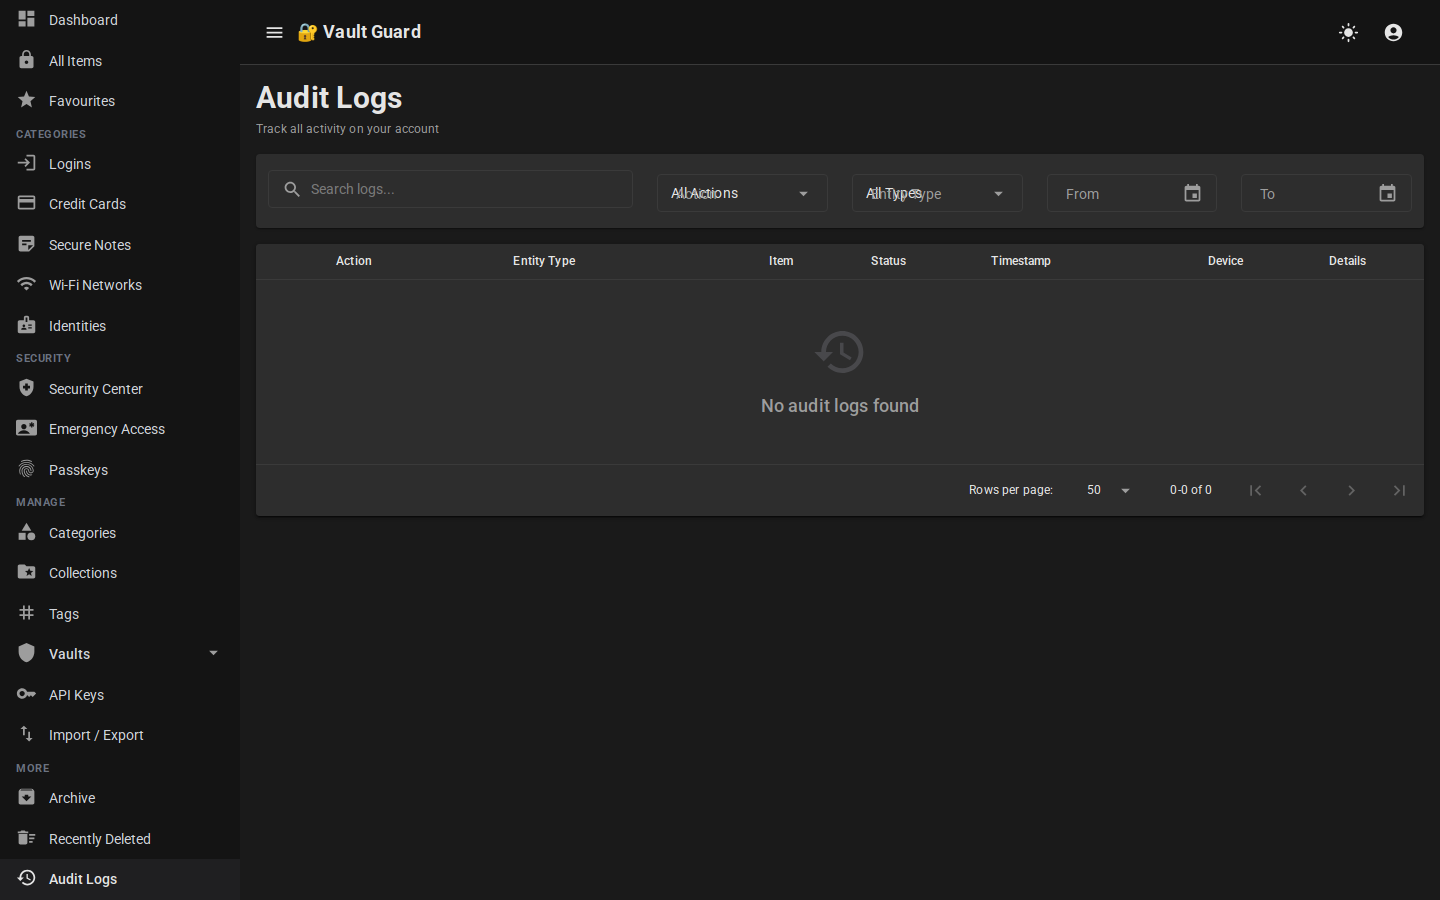 Dashboard
All Items
Favourites
CATEGORIES
Logins
Credit Cards
Secure Notes
Wi-Fi Networks
Identities
SECURITY
Security Center
Emergency Access
Passkeys
MANAGE
Categories
Collections
Tags
Vaults
API Keys
Import / Export
MORE
Archive
Recently Deleted
Audit Logs
Vault Guard
Audit Logs
Track all activity on your account
Search logs...
All Actions
Action
All Types
Entity Type
From
To
Action Entity Type Item Status Timestamp Device Details
No audit logs found
Rows per page: 50 0-0 of 0